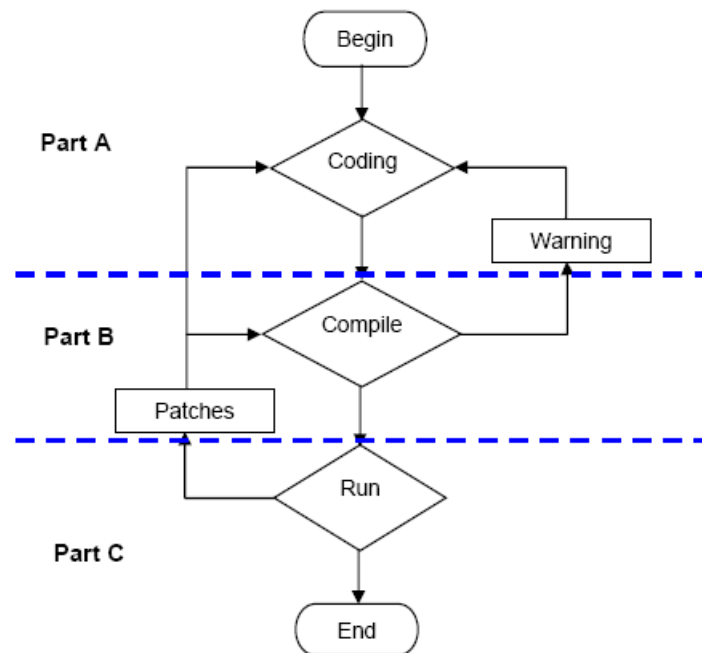 Begin
Part A
Coding
Warning
Compile
Part B
Patches
Run
Part C
End